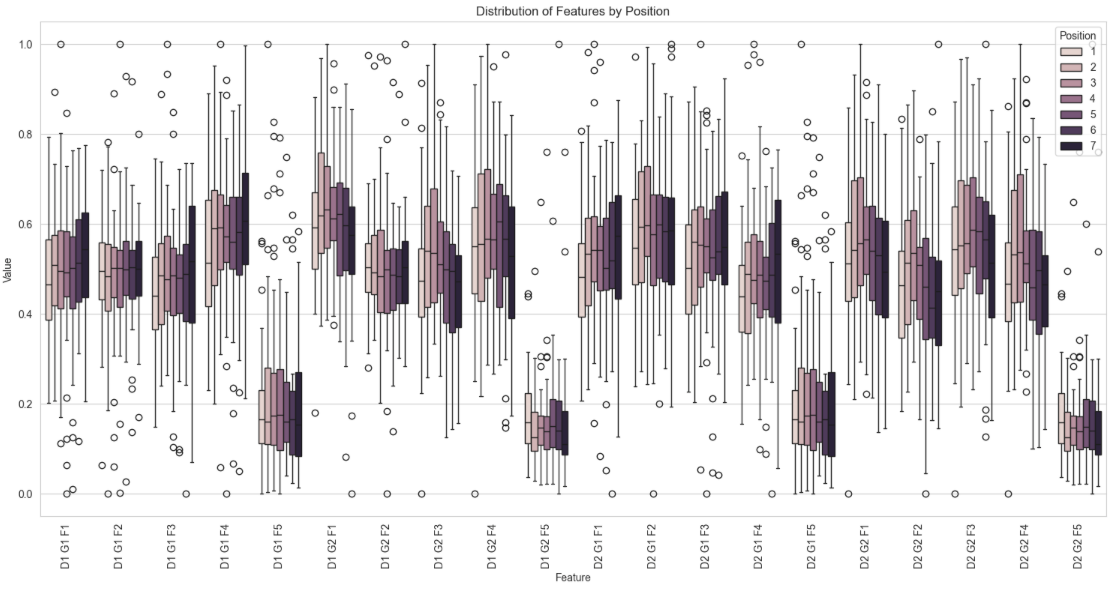 Distribution of Features by Position
1.0
0.8
0.6
0.4
0.2
0.0
Value
Position
1
2
3
4
5
6
7
D1 G1 F1
D1 G1 F2
D1 G1 F3
D1 G1 F4
D1 G1 F5
D1 G2 F1
D1 G2 F2
D1 G2 F3
D1 G2 F4
D1 G2 F5
D2 G1 F1
D2 G1 F2
D2 G1 F3
D2 G1 F4
D2 G1 F5
D2 G2 F1
D2 G2 F2
D2 G2 F3
D2 G2 F4
D2 G2 F5
Feature